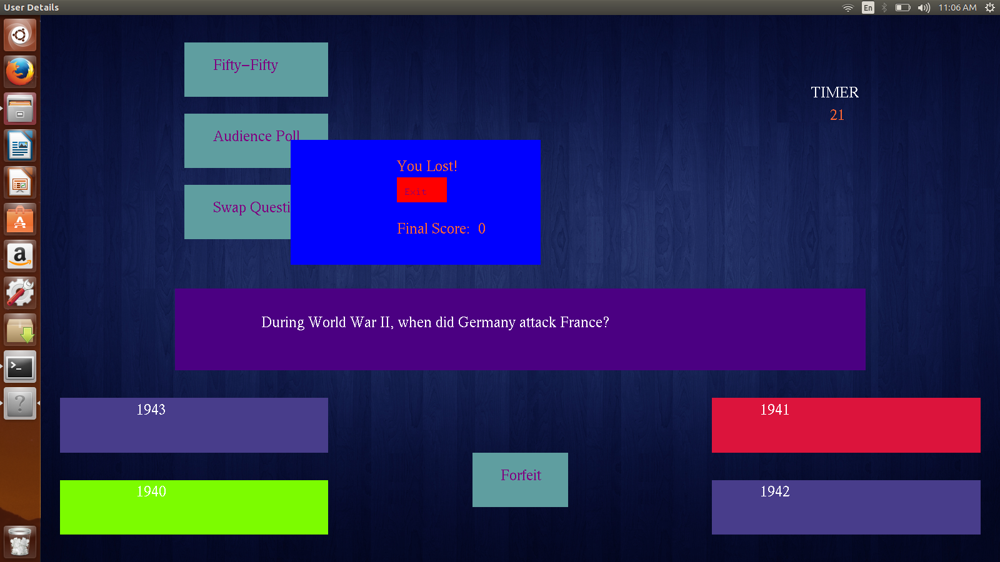 User Details
En
11:06 AM
Fifty-Fifty
TIMER
21
Audience Poll
You Lost!
Exit
Swap Questi
Final Score: 0
During World War II, when did Germany attack France?
1943
1941
Forfeit
1940
1942